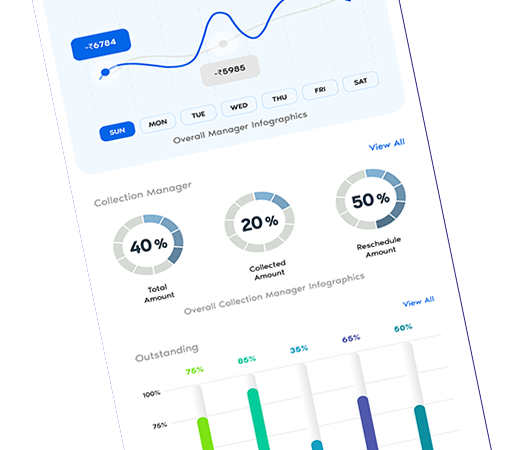 -₹6784
-₹5985
SUN MON TUE WED THU FRI SAT
Overall Manager Infographics
View All
Collection Manager
40% 20% 50%
Total Amount
Collected Amount
Reschedule Amount
Overall Collection Manager Infographics
View All
Outstanding
76% 85% 35% 65% 50%
100%
75%